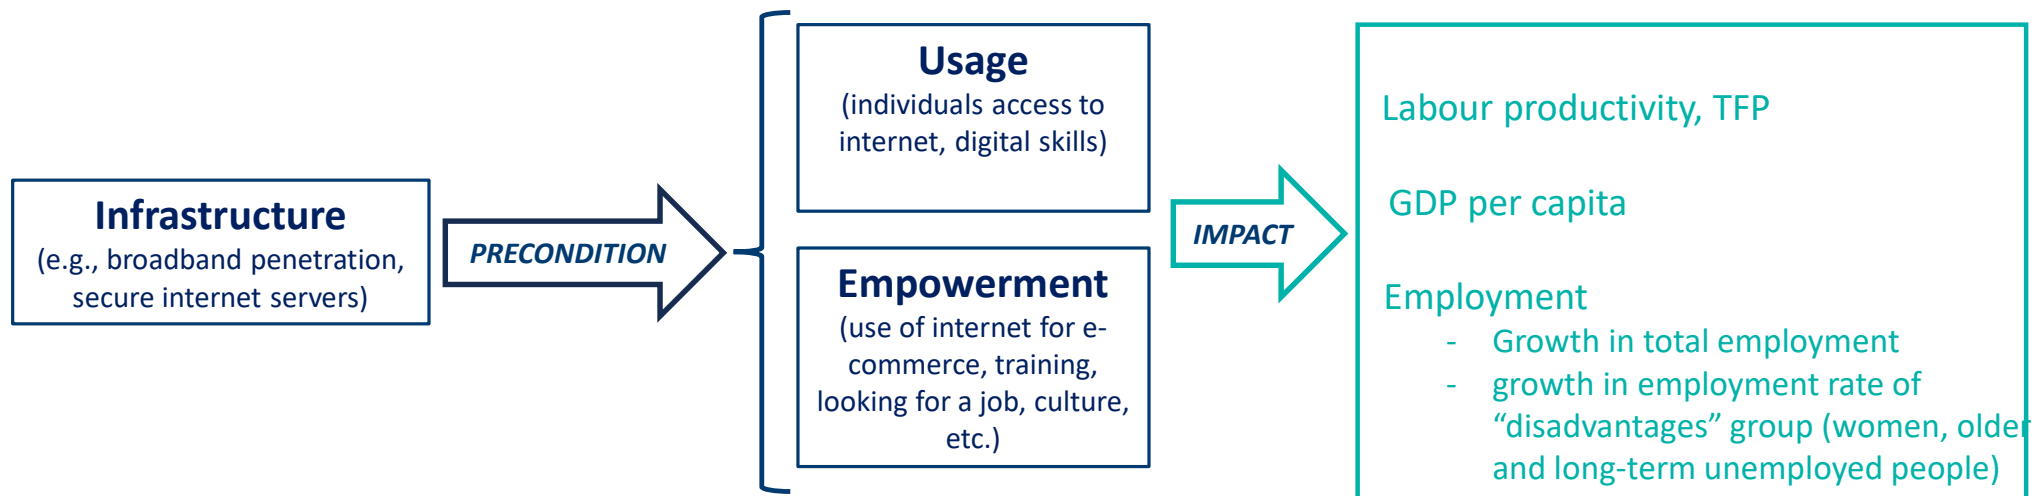 Infrastructure
(e.g., broadband penetration,
secure internet servers)
PRECONDITION
Usage
(individuals access to
internet, digital skills)
Empowerment
(use of internet for e-
commerce, training,
looking for a job, culture,
etc.)
IMPACT
Labour productivity, TFP
GDP per capita
Employment
- Growth in total employment
- growth in employment rate of
“disadvantages” group (women, older
and long-term unemployed people)